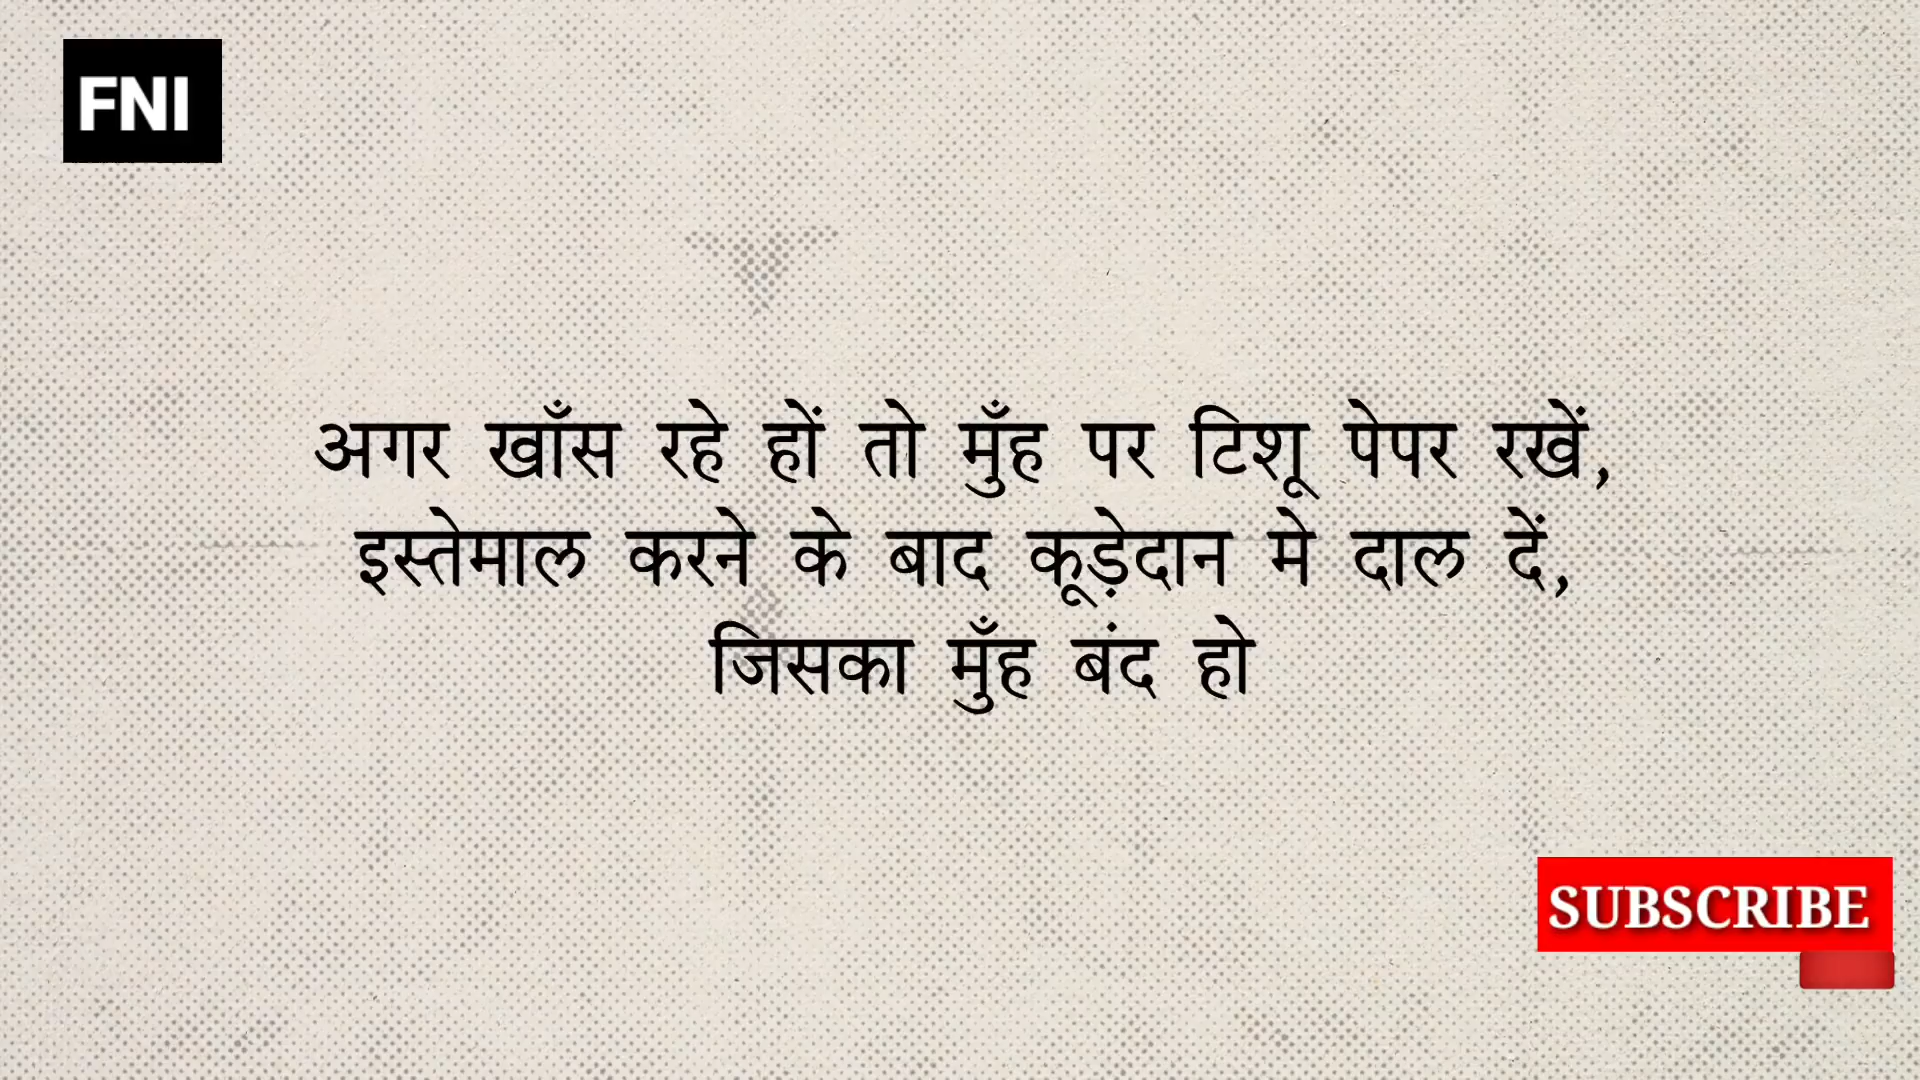 FNI
अगर खाँस रहे हों तो मुँह पर टिशू पेपर रखें,
इस्तेमाल करने के बाद कूड़ेदान मे दाल दें,
जिसका मुँह बंद हो
SUBSCRIBE